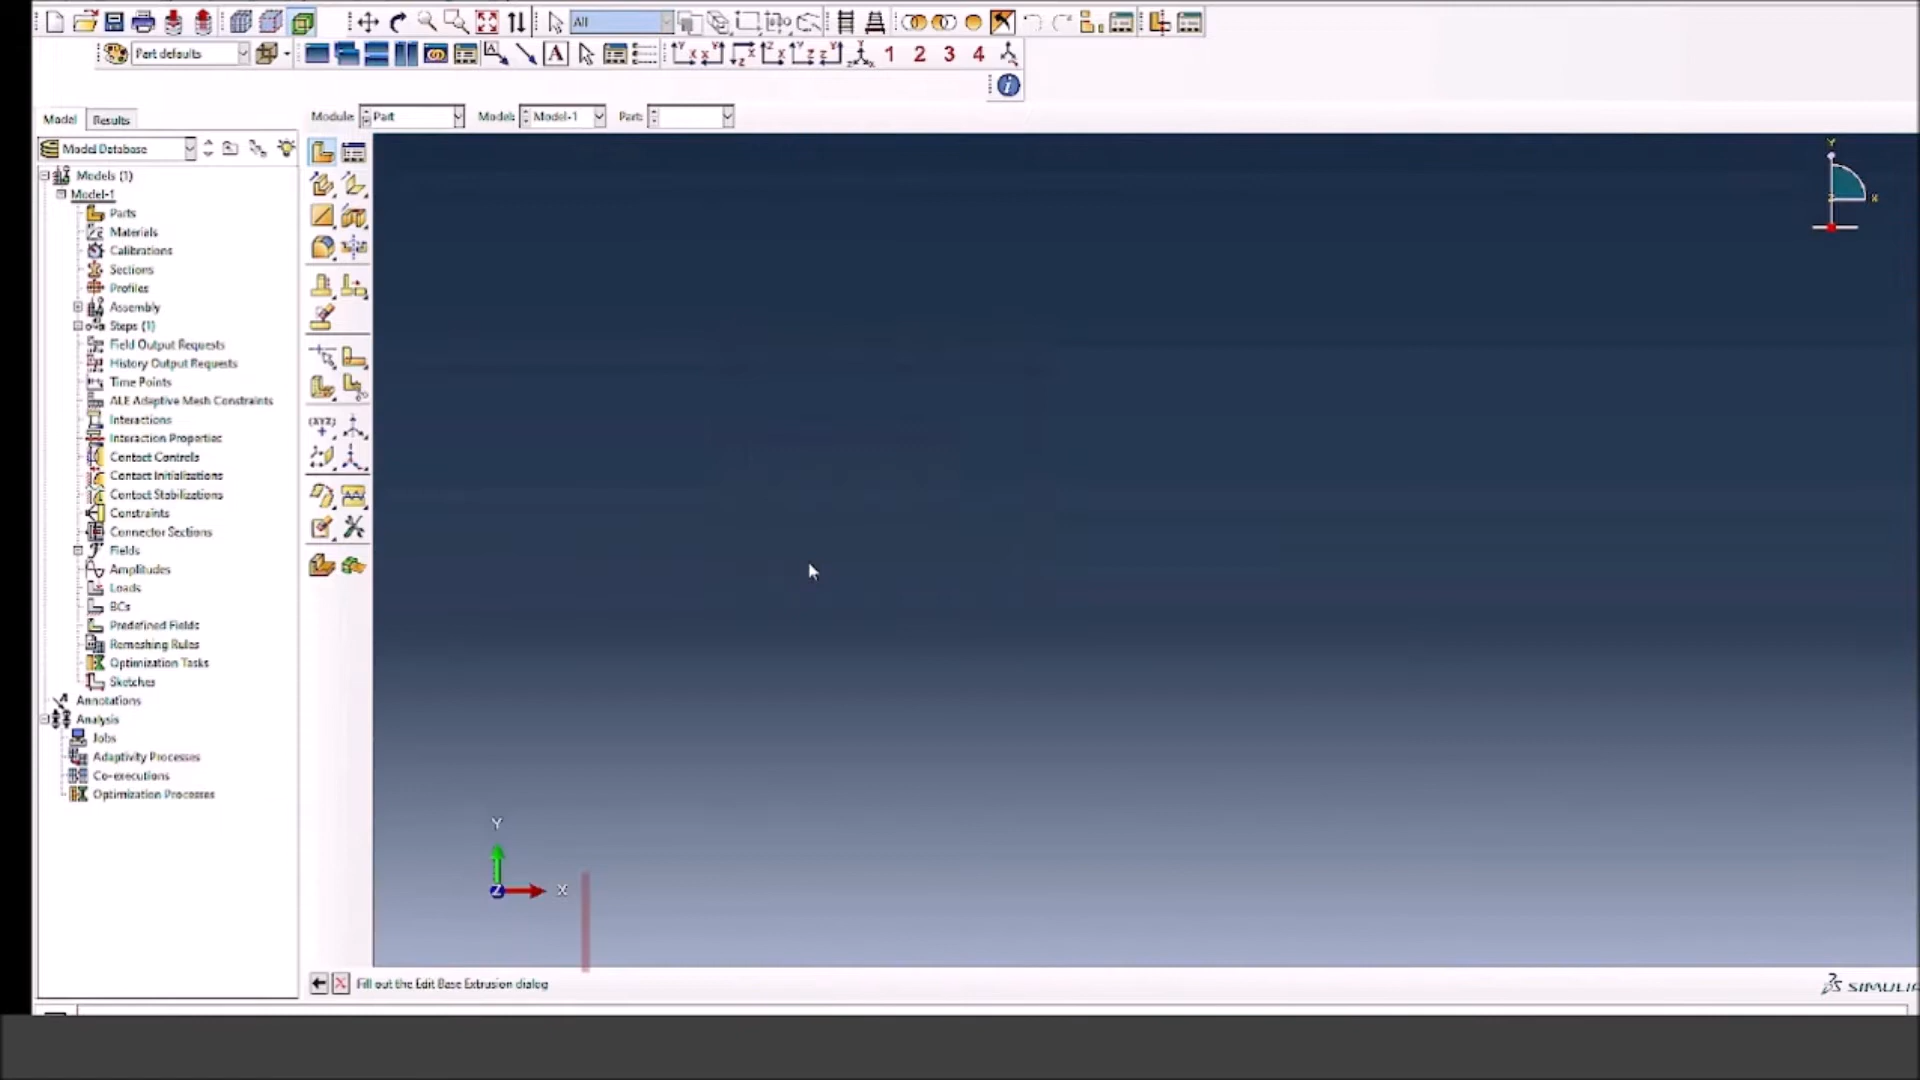 All
Part defaults
A
A
1 2 3 4
i
Model Results
Module: Part Model: Model-1 Part:
Model Database
Models (1)
Model-1
Parts
Materials
Calibrations
Sections
Profiles
Assembly
Steps (1)
Field Output Requests
History Output Requests
Time Points
ALE Adaptive Mesh Constraints
Interactions
Interaction Properties
Contact Controls
Contact Initializations
Contact Stabilizations
Constraints
Connector Sections
Fields
Amplitudes
Loads
BCs
Predefined Fields
Remeshing Rules
Optimization Tasks
Sketches
Annotations
Analysis
Jobs
Adaptivity Processes
Co-executions
Optimization Processes
(XYZ)
Y
Z X
Y
Z X
Fill out the Edit Base Extrusion dialog
SIMULIA